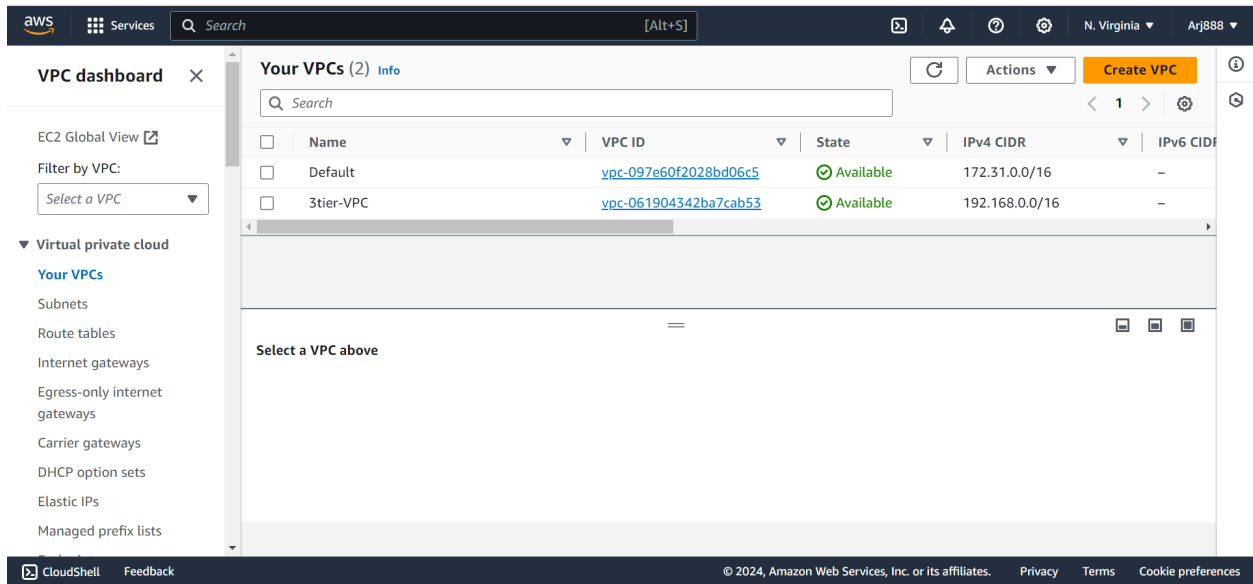 aws Services Search [Alt+S] N. Virginia Arj888
VPC dashboard
EC2 Global View
Filter by VPC:
Select a VPC
Virtual private cloud
Your VPCs
Subnets
Route tables
Internet gateways
Egress-only internet
gateways
Carrier gateways
DHCP option sets
Elastic IPs
Managed prefix lists
Your VPCs (2) Info Actions Create VPC
Search 1
Name VPC ID State IPv4 CIDR IPv6 CIDR
Default vpc-097e60f2028bd06c5 Available 172.31.0.0/16 –
3tier-VPC vpc-061904342ba7cab53 Available 192.168.0.0/16 –
Select a VPC above
CloudShell Feedback © 2024, Amazon Web Services, Inc. or its affiliates. Privacy Terms Cookie preferences